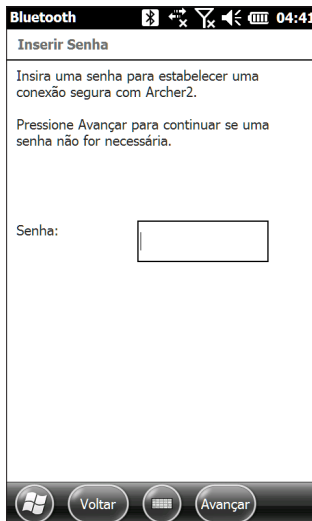 Bluetooth 04:41
Inserir Senha
Insira uma senha para estabelecer uma
conexão segura com Archer2.
Pressione Avançar para continuar se uma
senha não for necessária.
Senha:
Voltar Avançar